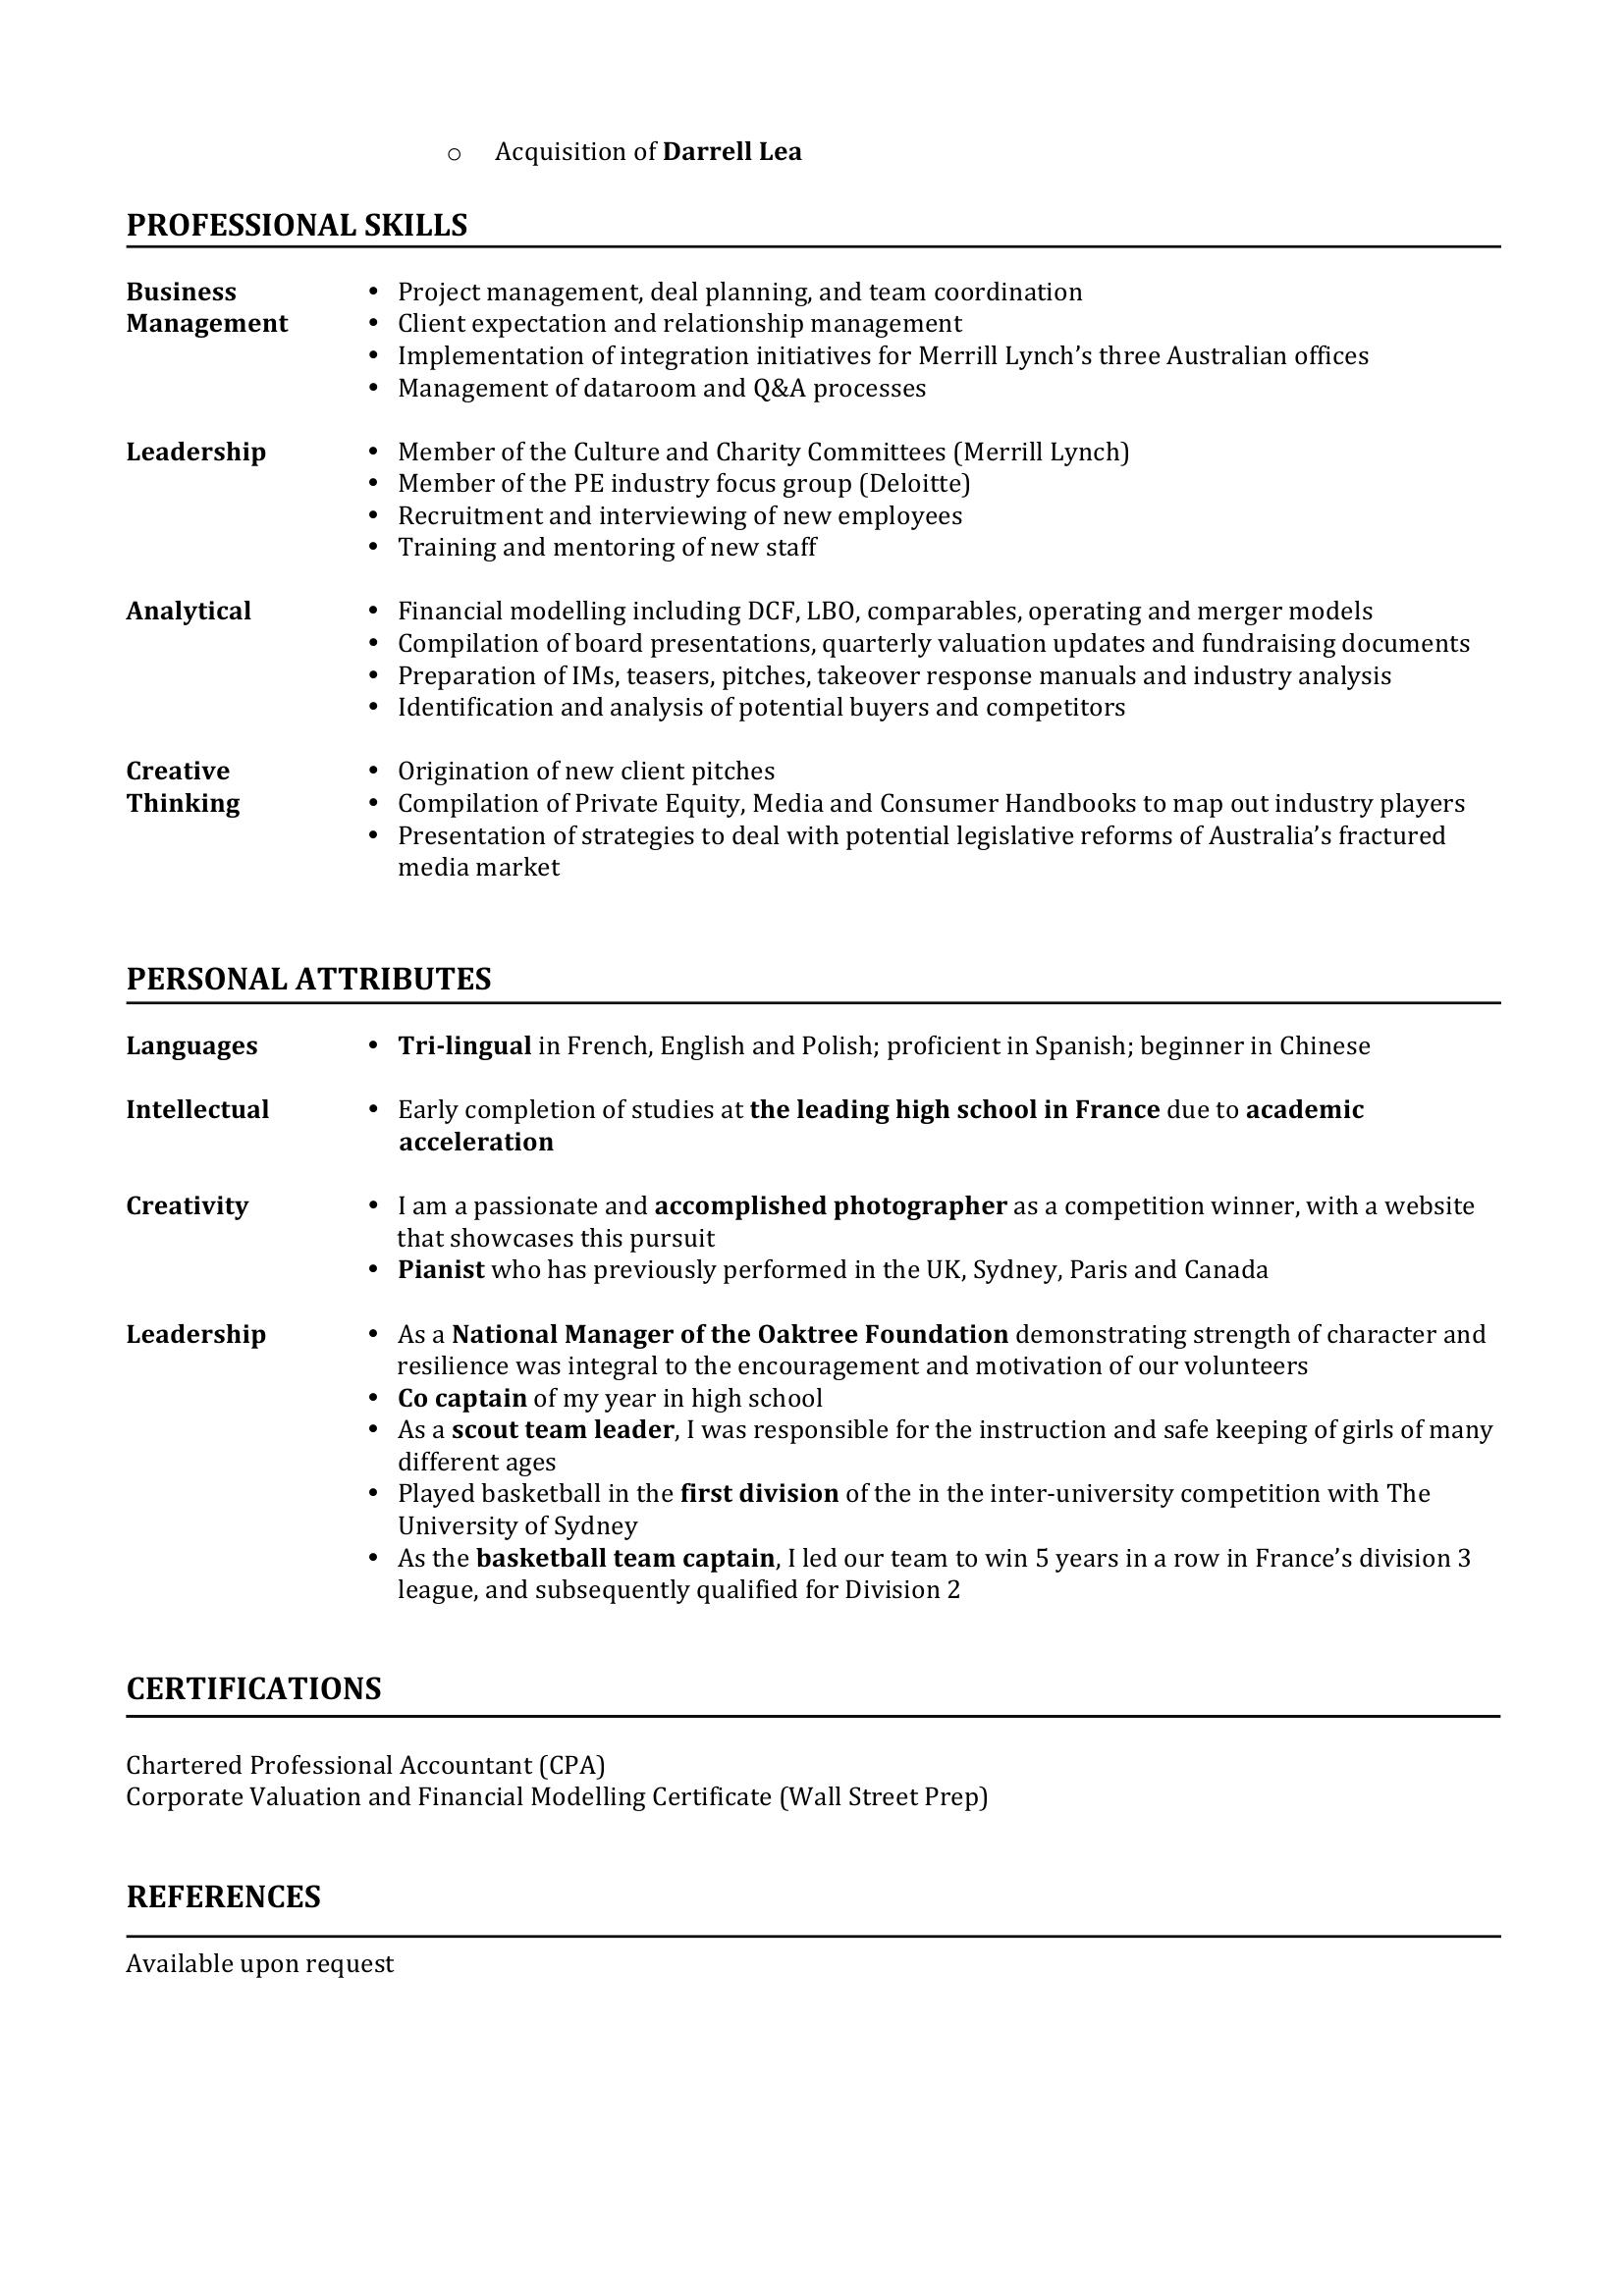 o Acquisition of Darrell Lea
PROFESSIONAL SKILLS
Business • Project management, deal planning, and team coordination
Management • Client expectation and relationship management
• Implementation of integration initiatives for Merrill Lynch’s three Australian offices
• Management of dataroom and Q&A processes
Leadership • Member of the Culture and Charity Committees (Merrill Lynch)
• Member of the PE industry focus group (Deloitte)
• Recruitment and interviewing of new employees
• Training and mentoring of new staff
Analytical • Financial modelling including DCF, LBO, comparables, operating and merger models
• Compilation of board presentations, quarterly valuation updates and fundraising documents
• Preparation of IMs, teasers, pitches, takeover response manuals and industry analysis
• Identification and analysis of potential buyers and competitors
Creative • Origination of new client pitches
Thinking • Compilation of Private Equity, Media and Consumer Handbooks to map out industry players
• Presentation of strategies to deal with potential legislative reforms of Australia’s fractured
media market
PERSONAL ATTRIBUTES
Languages • Tri-lingual in French, English and Polish; proficient in Spanish; beginner in Chinese
Intellectual • Early completion of studies at the leading high school in France due to academic
acceleration
Creativity • I am a passionate and accomplished photographer as a competition winner, with a website
that showcases this pursuit
• Pianist who has previously performed in the UK, Sydney, Paris and Canada
Leadership • As a National Manager of the Oaktree Foundation demonstrating strength of character and
resilience was integral to the encouragement and motivation of our volunteers
• Co captain of my year in high school
• As a scout team leader, I was responsible for the instruction and safe keeping of girls of many
different ages
• Played basketball in the first division of the in the inter-university competition with The
University of Sydney
• As the basketball team captain, I led our team to win 5 years in a row in France’s division 3
league, and subsequently qualified for Division 2
CERTIFICATIONS
Chartered Professional Accountant (CPA)
Corporate Valuation and Financial Modelling Certificate (Wall Street Prep)
REFERENCES
Available upon request